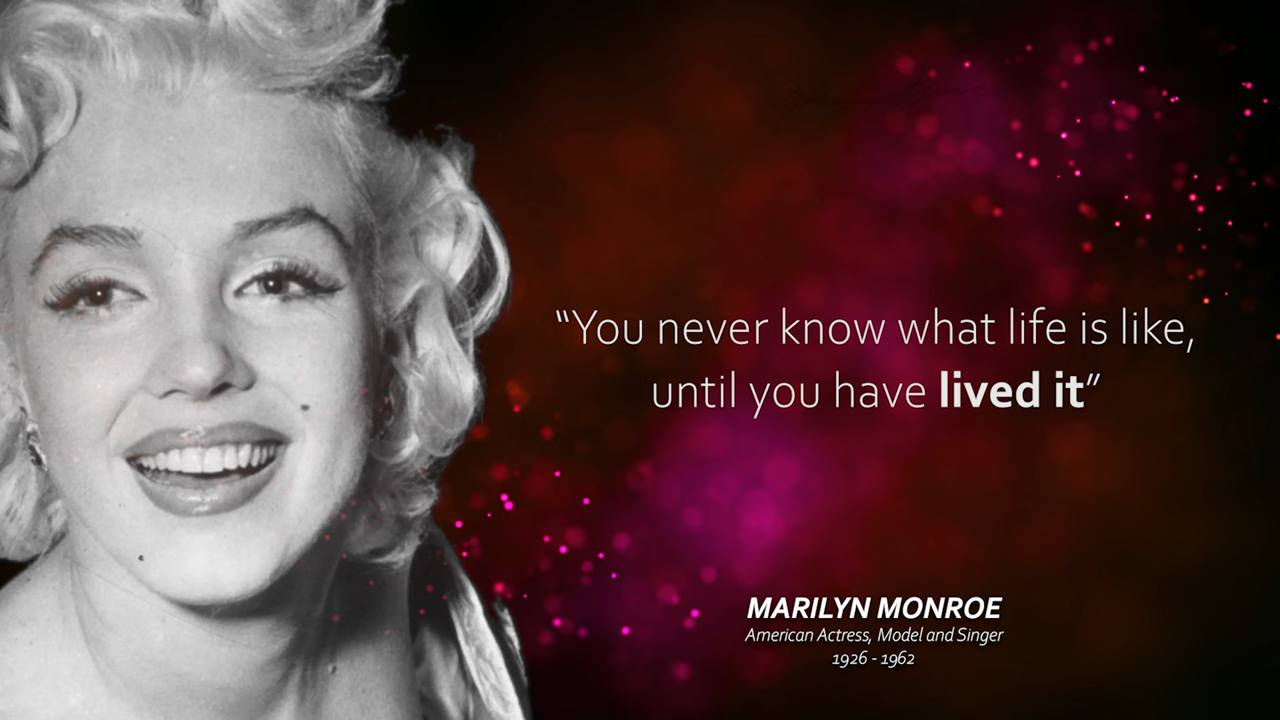 “You never know what life is like,
until you have lived it”
MARILYN MONROE
American Actress, Model and Singer
1926 - 1962